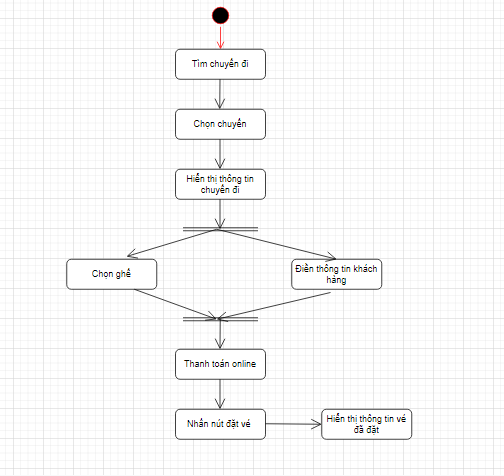 Tìm chuyến đi
Chọn chuyến
Hiển thị thông tin
chuyến đi
Chọn ghế
Điền thông tin khách
hàng
Thanh toán online
Nhấn nút đặt vé
Hiển thị thông tin vé
đã đặt